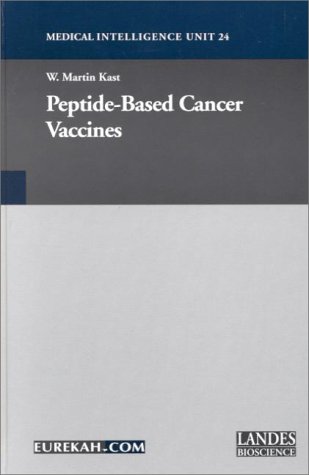 MEDICAL INTELLIGENCE UNIT 24
W. Martin Kast
Peptide-Based Cancer
Vaccines
EUREKAH.COM
LANDES
BIOSCIENCE